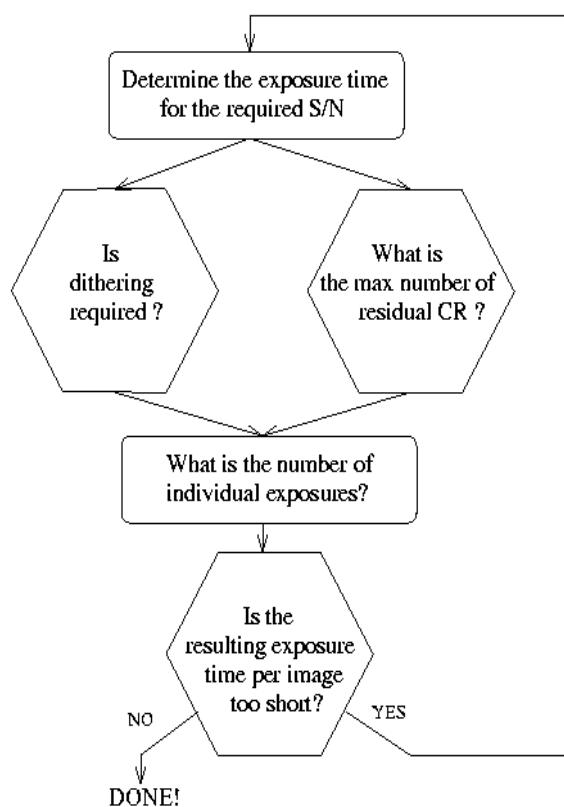 Determine the exposure time
for the required S/N
Is
dithering
required ?
What is
the max number of
residual CR ?
What is the number of
individual exposures?
Is the
resulting exposure
time per image
too short?
NO
YES
DONE!